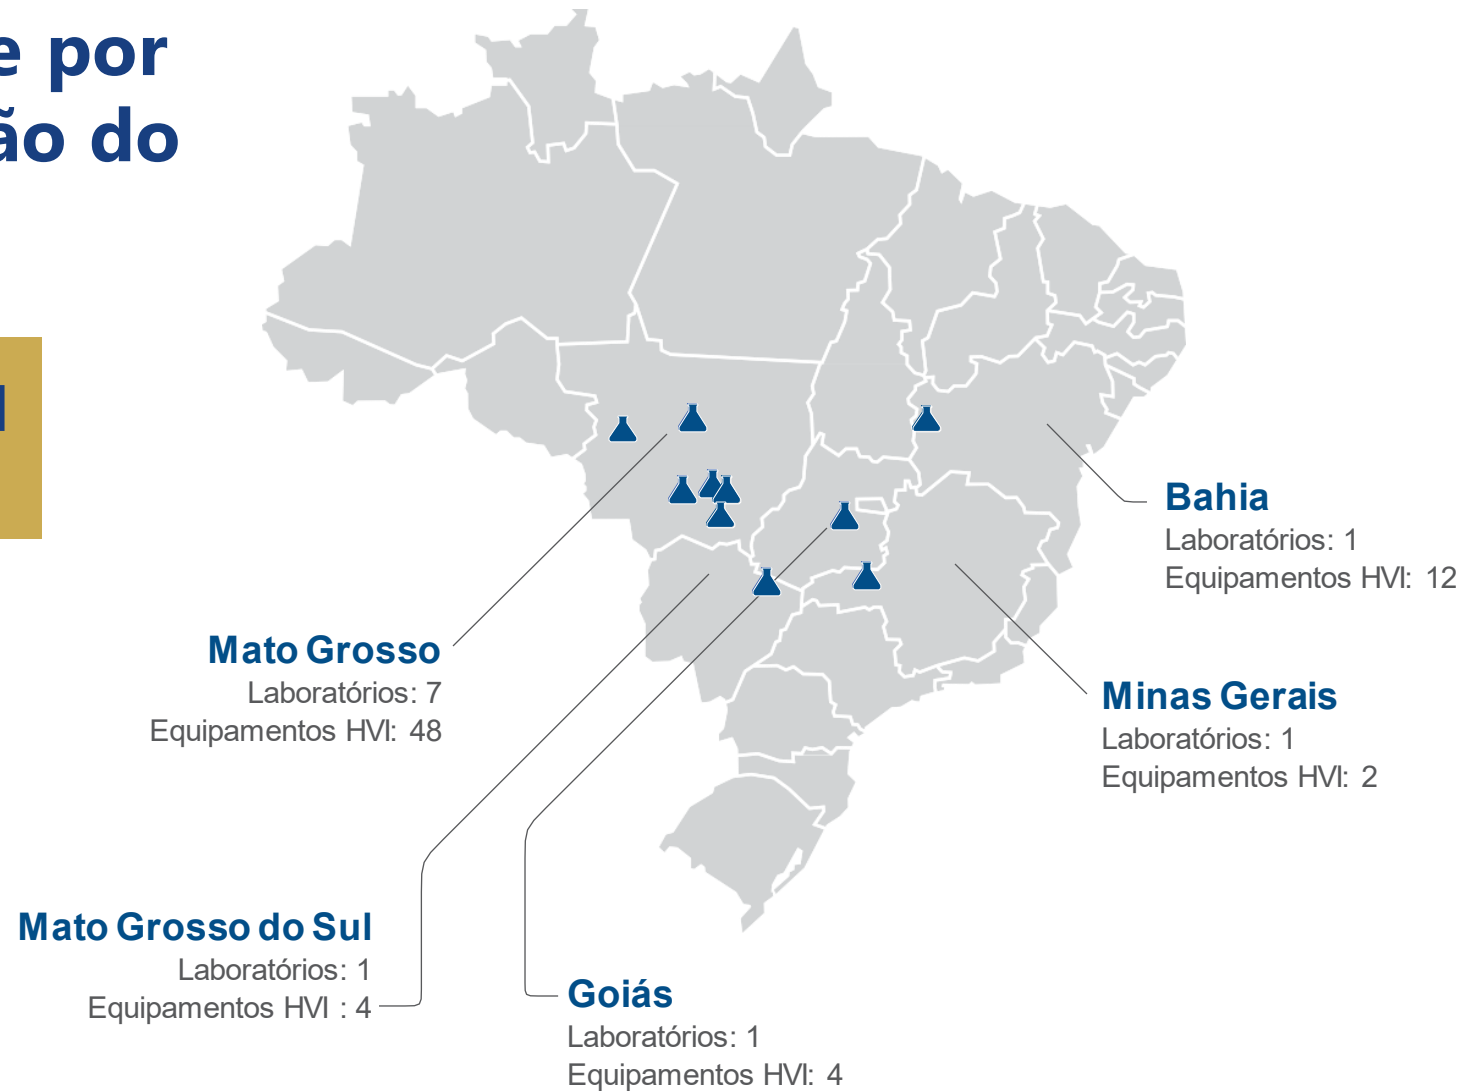 e por
ão do
Bahia
Laboratórios: 1
Equipamentos HVI: 12
Mato Grosso
Laboratórios: 7
Equipamentos HVI: 48
Minas Gerais
Laboratórios: 1
Equipamentos HVI: 2
Mato Grosso do Sul
Laboratórios: 1
Equipamentos HVI : 4
Goiás
Laboratórios: 1
Equipamentos HVI: 4